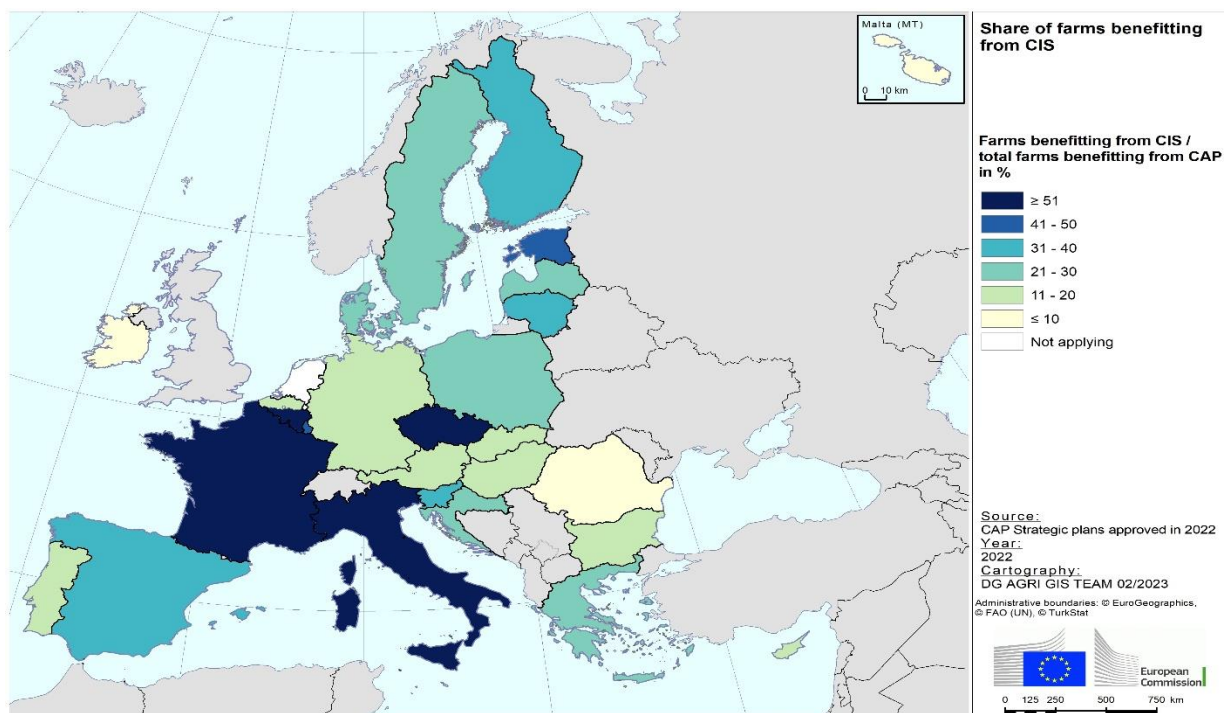 Malta (MT)
0 10 km
Share of farms benefitting
from CIS
Farms benefitting from CIS /
total farms benefitting from CAP
in %
≥ 51
41 - 50
31 - 40
21 - 30
11 - 20
≤ 10
Not applying
Source:
CAP Strategic plans approved in 2022
Year:
2022
Cartography:
DG AGRI GIS TEAM 02/2023
Administrative boundaries: © EuroGeographics,
© FAO (UN), © TurkStat
European
Commission
0 125 250 500 750 km